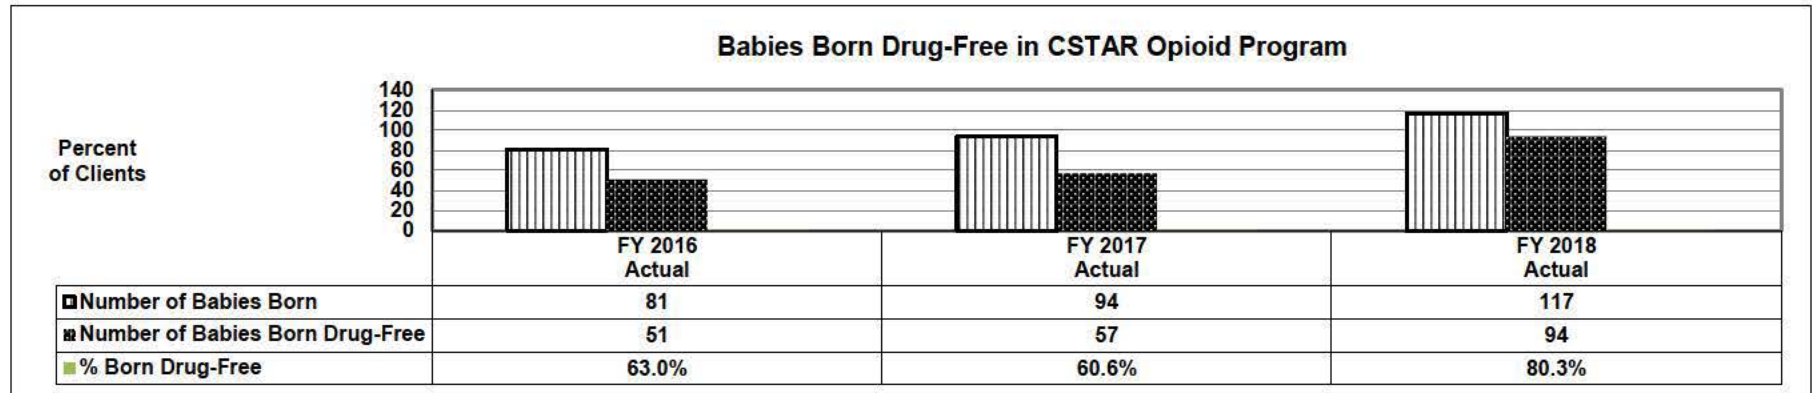 Babies Born Drug-Free in CSTAR Opioid Program
Percent
of Clients
140
120
100
80
60
40
20
0
FY 2016
Actual
FY 2017
Actual
FY 2018
Actual
Number of Babies Born 81 94 117
Number of Babies Born Drug-Free 51 57 94
% Born Drug-Free 63.0% 60.6% 80.3%